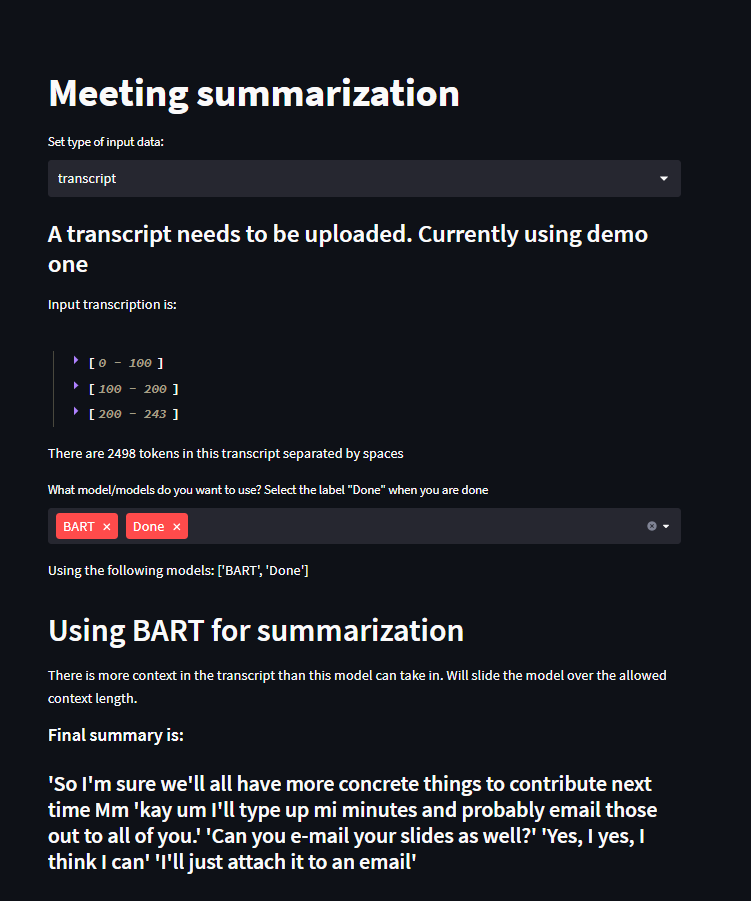 Meeting summarization
Set type of input data:
transcript
A transcript needs to be uploaded. Currently using demo
one
Input transcription is:
[ 0 - 100 ]
[ 100 - 200 ]
[ 200 - 243 ]
There are 2498 tokens in this transcript separated by spaces
What model/models do you want to use? Select the label "Done" when you are done
BART × Done ×
Using the following models: ['BART', 'Done']
Using BART for summarization
There is more context in the transcript than this model can take in. Will slide the model over the allowed
context length.
Final summary is:
'So I'm sure we'll all have more concrete things to contribute next
time Mm 'kay um I'll type up mi minutes and probably email those
out to all of you.' 'Can you e-mail your slides as well?' 'Yes, I yes, I
think I can' 'I'll just attach it to an email'